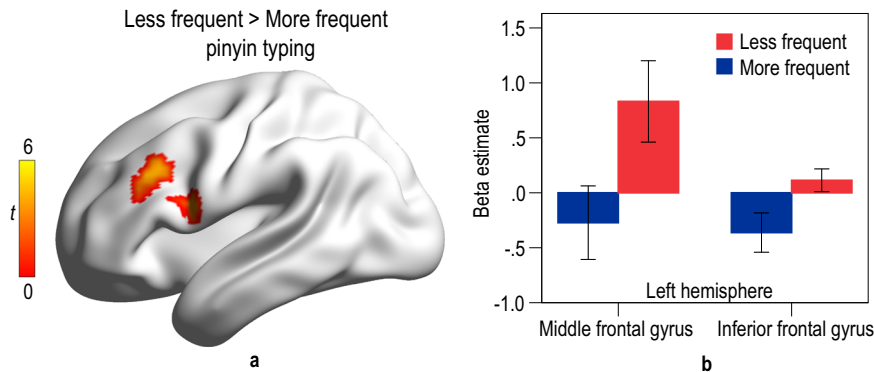 Less frequent > More frequent
pinyin typing
6
t
0
a
1.5
1.0
.5
.0
-.5
-1.0
Beta estimate
Less frequent
More frequent
Left hemisphere
Middle frontal gyrus
Inferior frontal gyrus
b